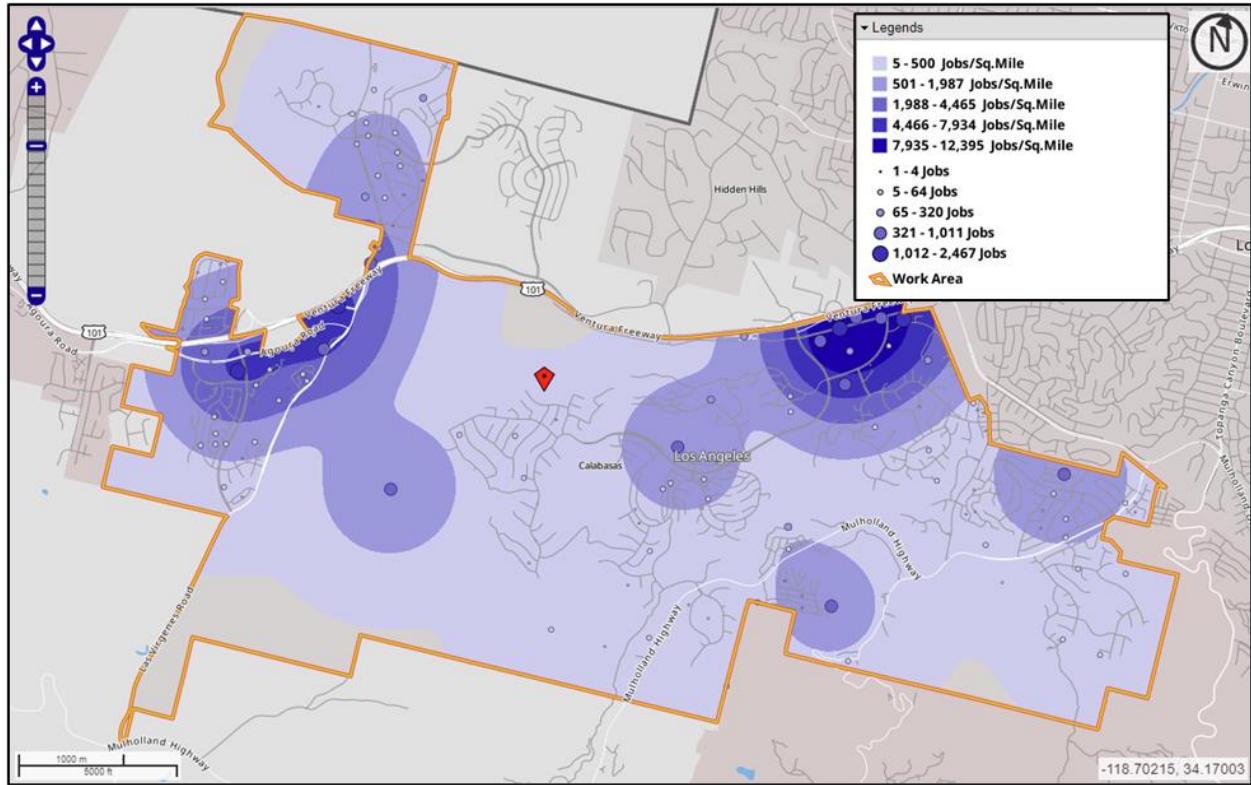 Legends
5 - 500 Jobs/Sq.Mile
501 - 1,987 Jobs/Sq.Mile
1,988 - 4,465 Jobs/Sq.Mile
4,466 - 7,934 Jobs/Sq.Mile
7,935 - 12,395 Jobs/Sq.Mile
1 - 4 Jobs
5 - 64 Jobs
65 - 320 Jobs
321 - 1,011 Jobs
1,012 - 2,467 Jobs
Work Area
N
Erwin
Hidden Hills
101
Ventura Freeway
Ventura Freeway
Ventura Freeway
101
Agoura Road
Agoura Road
Topanga Canyon Boulevard
Los Angeles
Calabasas
Mulholland Highway
Mulholland Highway
Las Virgenes Road
Mulholland Highway
1000 m
5000 ft
-118.70215, 34.17003